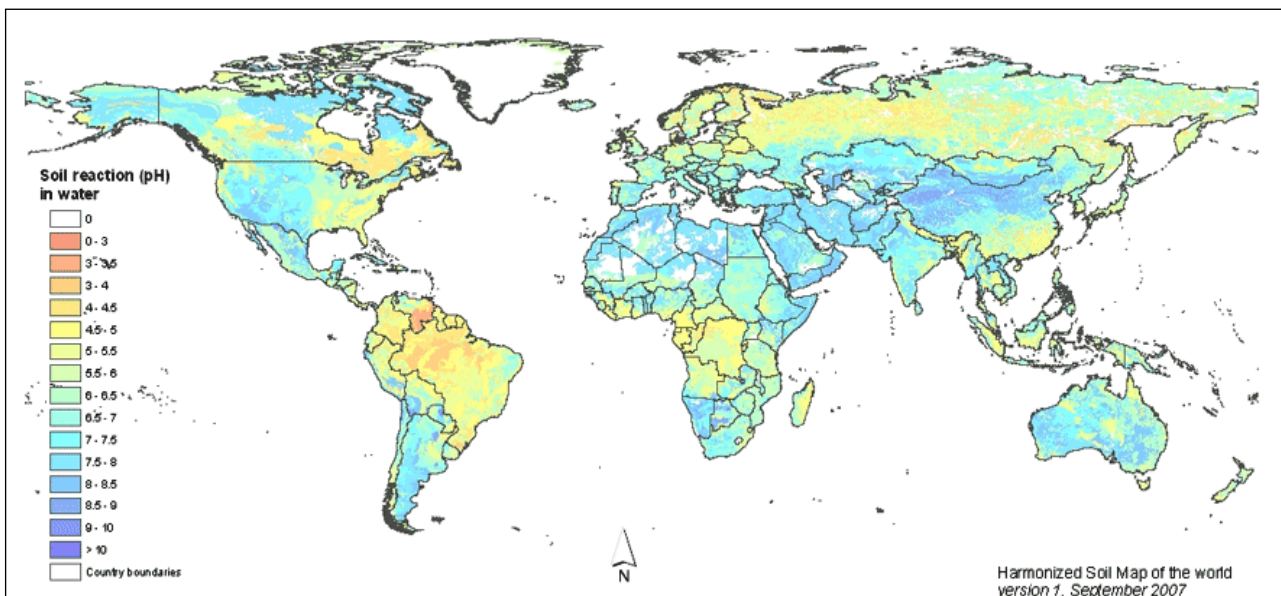 Soil reaction (pH)
in water
0
0 - 3
3 - 3.5
3 - 4
4 - 4.5
4.5 - 5
5 - 5.5
5.5 - 6
6 - 6.5
6.5 - 7
7 - 7.5
7.5 - 8
8 - 8.5
8.5 - 9
9 - 10
> 10
Country boundaries
N
Harmonized Soil Map of the world
version 1, September 2007